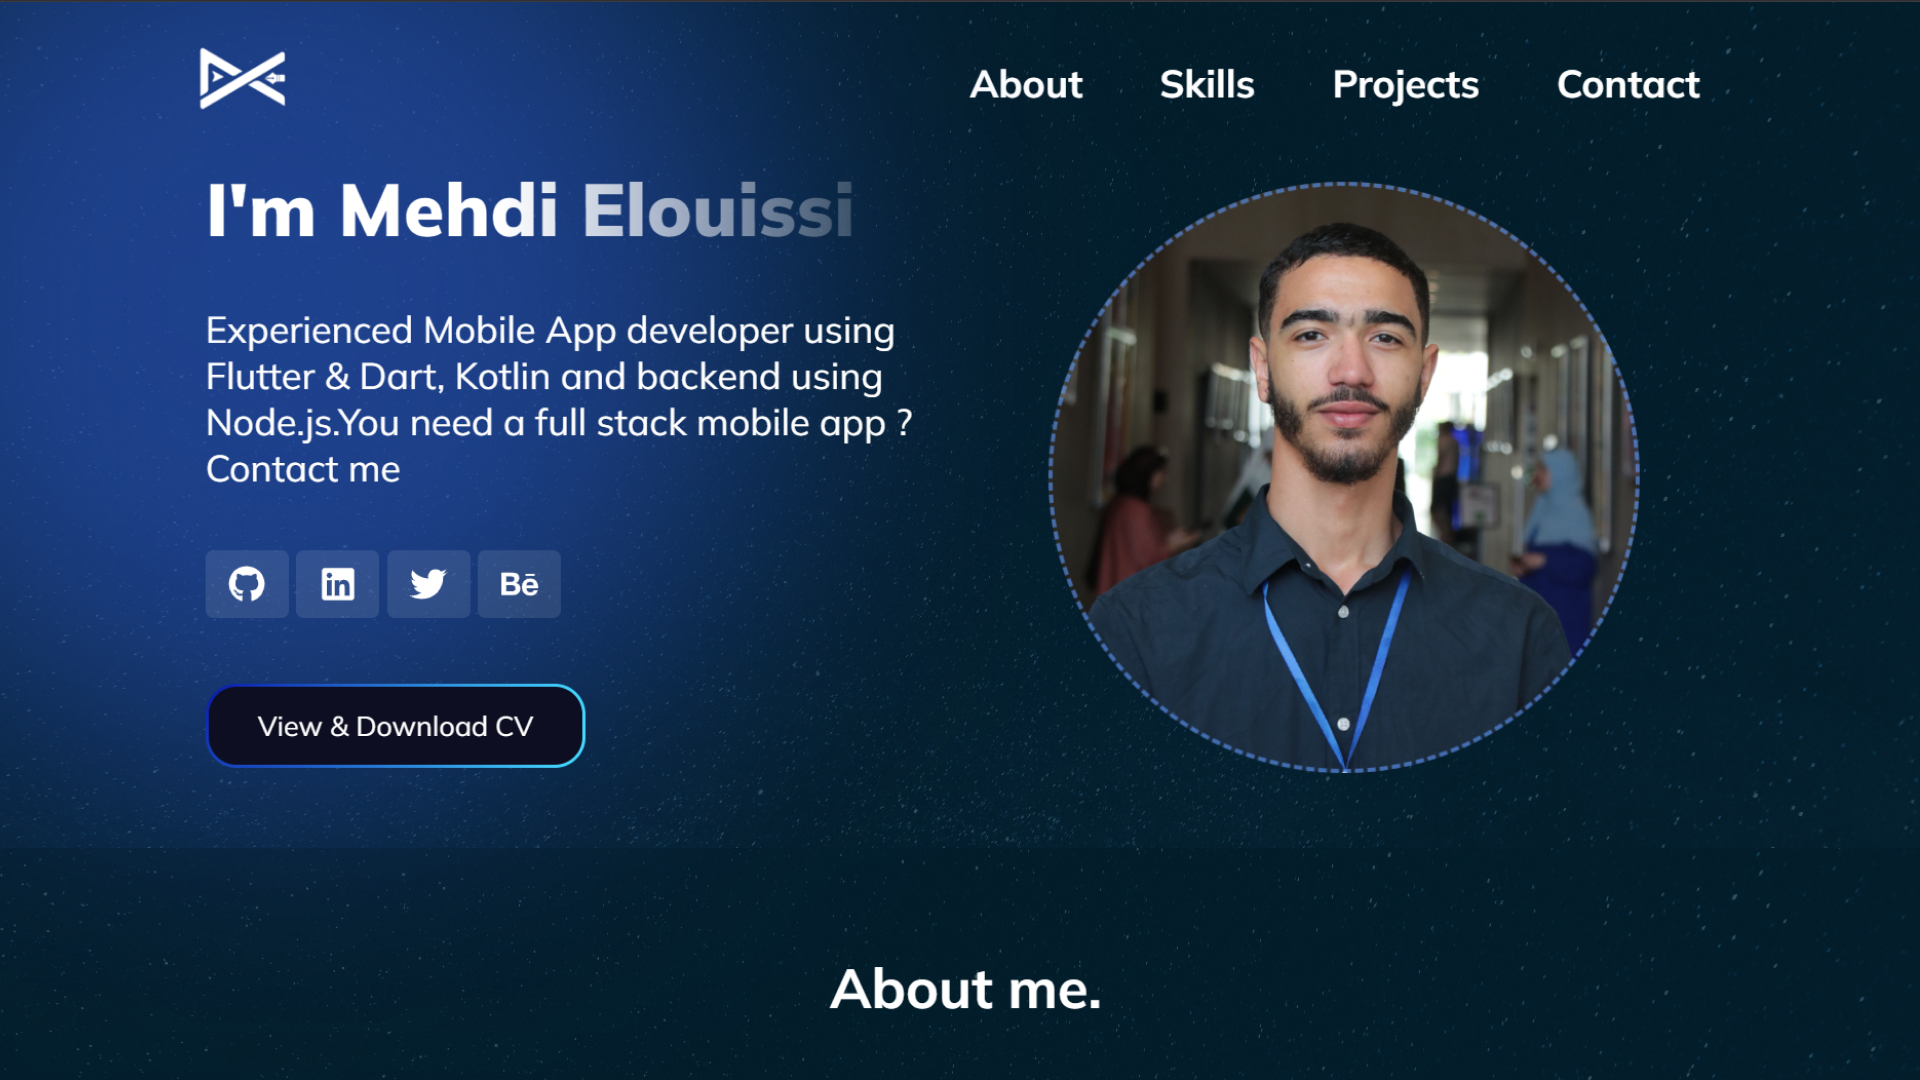 About Skills Projects Contact
I'm Mehdi Elouissi
Experienced Mobile App developer using
Flutter & Dart, Kotlin and backend using
Node.js.You need a full stack mobile app ?
Contact me
in
Bē
View & Download CV
About me.